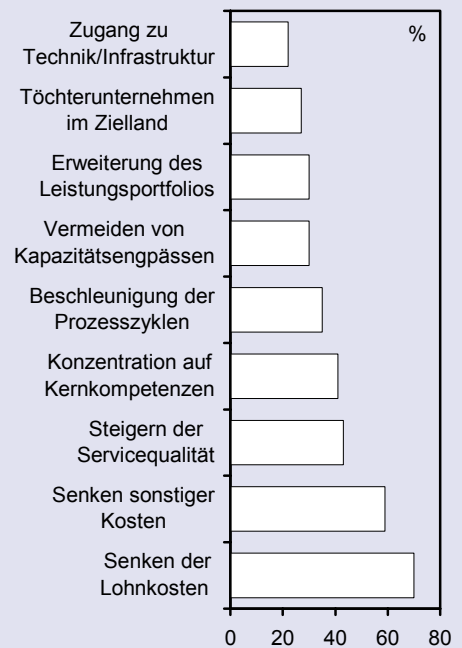 %
Zugang zu
Technik/Infrastruktur
Töchterunternehmen
im Zielland
Erweiterung des
Leistungsportfolios
Vermeiden von
Kapazitätsengpässen
Beschleunigung der
Prozesszyklen
Konzentration auf
Kernkompetenzen
Steigern der
Servicequalität
Senken sonstiger
Kosten
Senken der
Lohnkosten
0 20 40 60 80